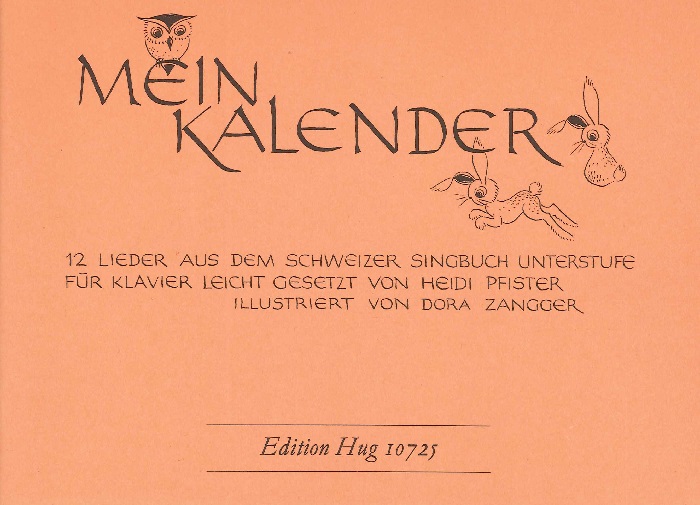 MEIN
KALENDER
12 LIEDER AUS DEM SCHWEIZER SINGBUCH UNTERSTUFE
FÜR KLAVIER LEICHT GESETZT VON HEIDI PFISTER
ILLUSTRIERT VON DORA ZANGGER
Edition Hug 10725